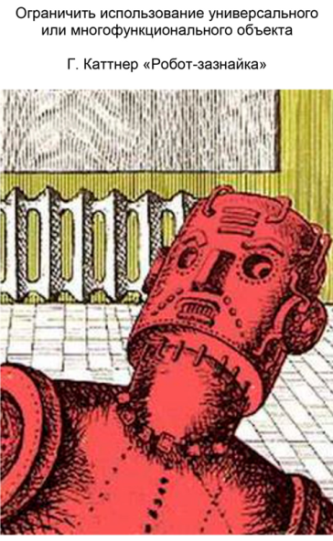 Ограничить использование универсального
или многофункционального объекта
Г. Каттнер «Робот-зазнайка»